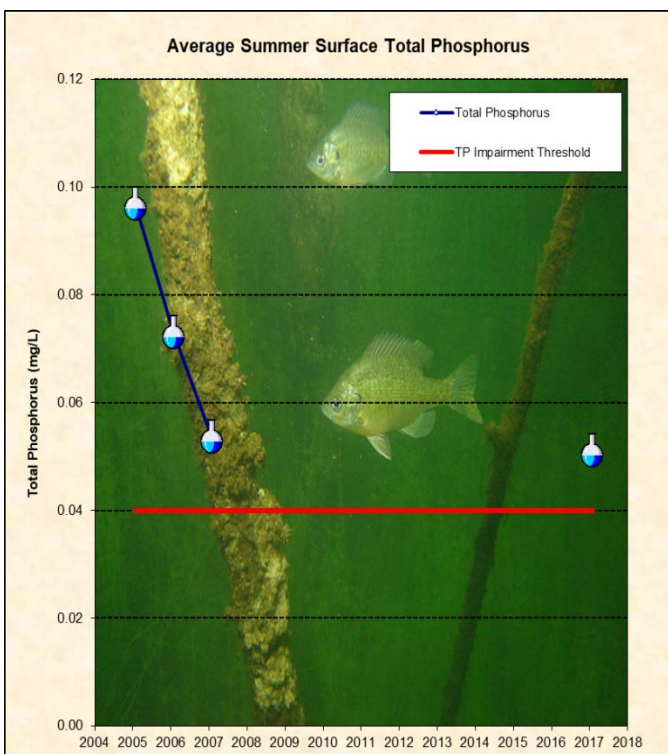 Average Summer Surface Total Phosphorus
0.12
Total Phosphorus
TP Impairment Threshold
0.10
0.08
0.06
0.04
0.02
0.00
Total Phosphorus (mg/L)
2004 2005 2006 2007 2008 2009 2010 2011 2012 2013 2014 2015 2016 2017 2018